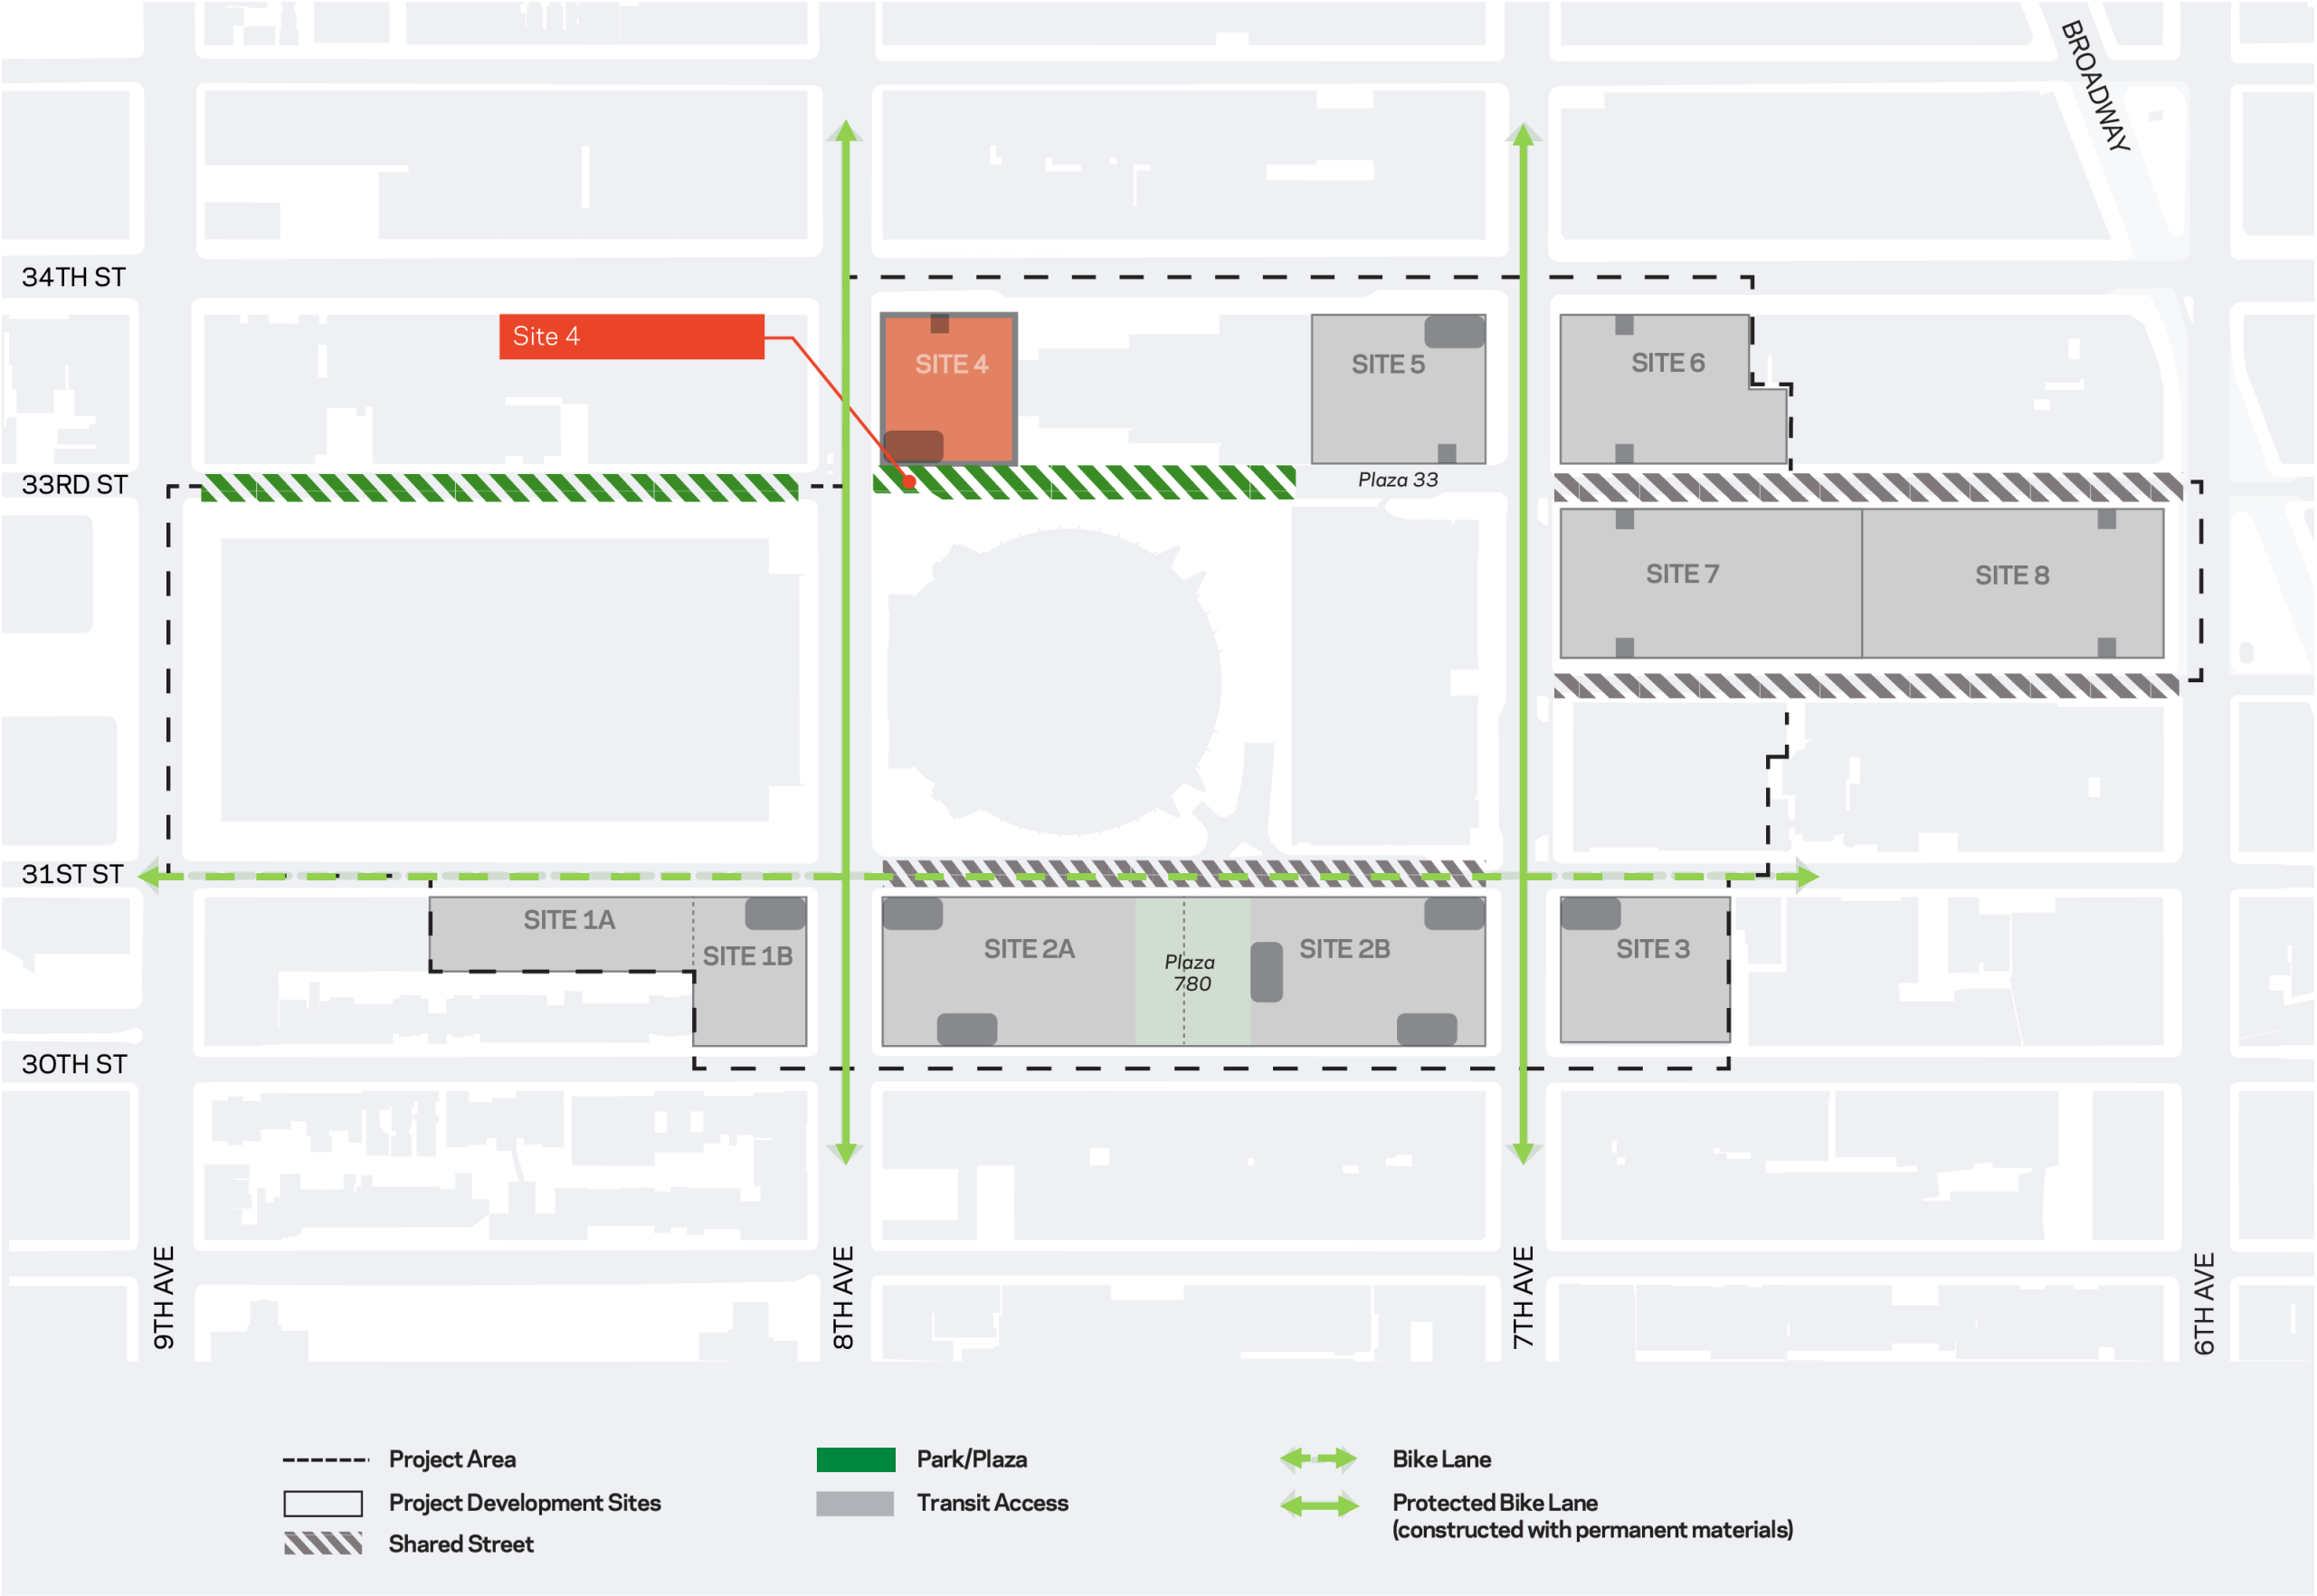 BROADWAY
34TH ST
Site 4
SITE 4
SITE 5
SITE 6
33RD ST
Plaza 33
SITE 7
SITE 8
31ST ST
SITE 1A
SITE 1B
SITE 2A
Plaza
780
SITE 2B
SITE 3
30TH ST
9TH AVE
8TH AVE
7TH AVE
6TH AVE
Project Area
Project Development Sites
Shared Street
Park/Plaza
Transit Access
Bike Lane
Protected Bike Lane
(constructed with permanent materials)